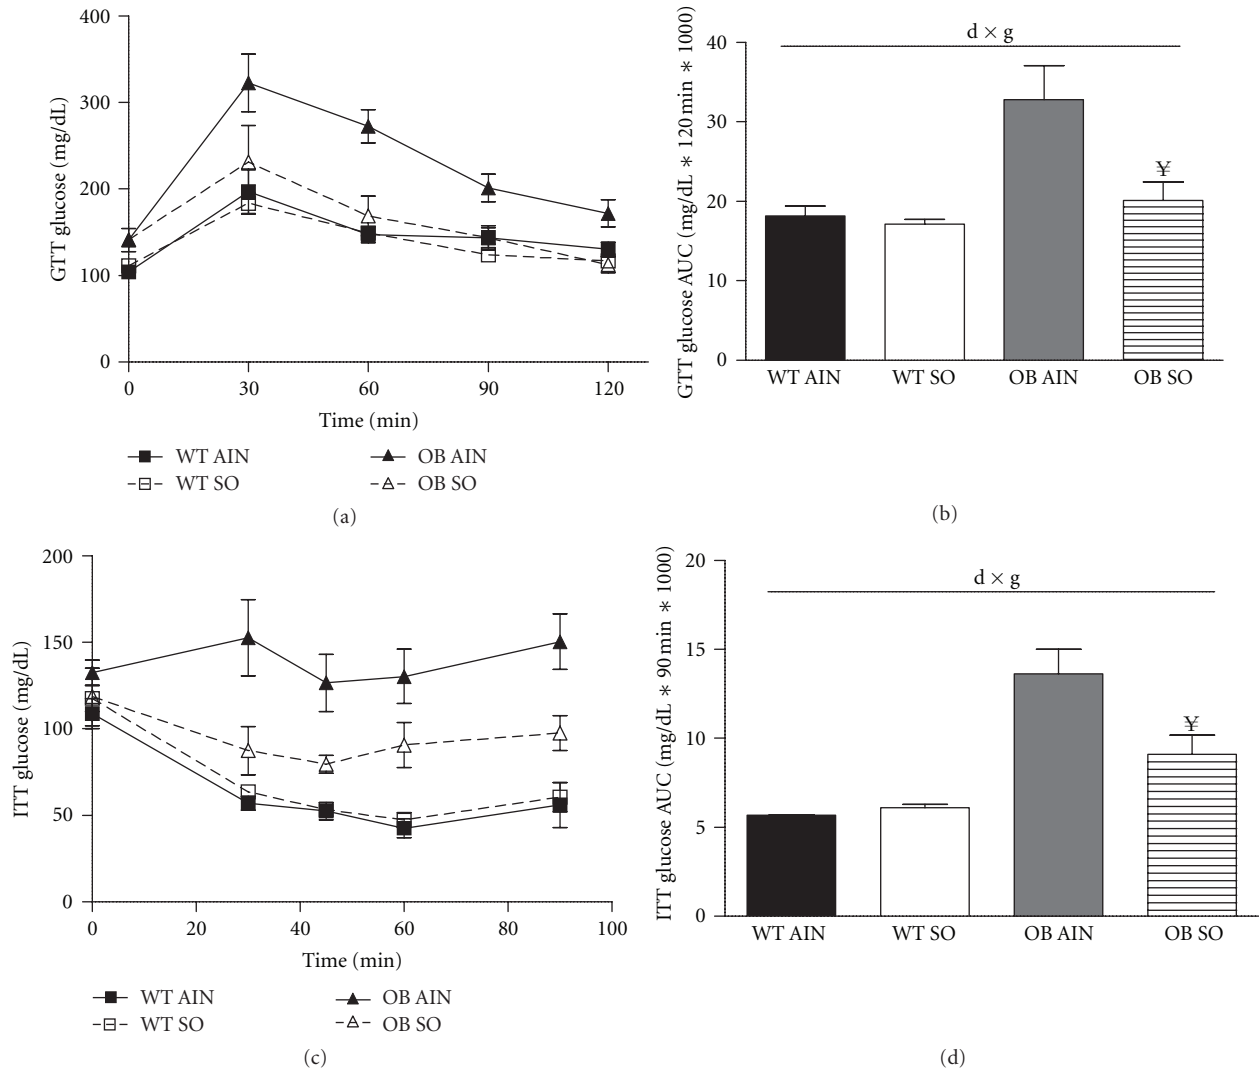 400
300
200
100
0
GTT glucose (mg/dL)
0 30 60 90 120
Time (min)
WT AIN OB AIN
WT SO OB SO
(a)
d × g
40
30
20
10
0
GTT glucose AUC (mg/dL ∗ 120 min ∗ 1000)
¥
WT AIN WT SO OB AIN OB SO
(b)
200
150
100
50
0
ITT glucose (mg/dL)
0 20 40 60 80 100
Time (min)
WT AIN OB AIN
WT SO OB SO
(c)
20
15
10
5
0
ITT glucose AUC (mg/dL ∗ 90 min ∗ 1000)
d × g
¥
WT AIN WT SO OB AIN OB SO
(d)